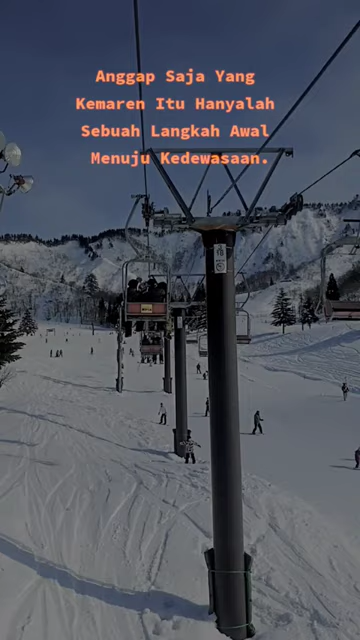 Anggap Saja Yang
Kemaren Itu Hanyalah
Sebuah Langkah Awal
Menuju Kedewasaan.